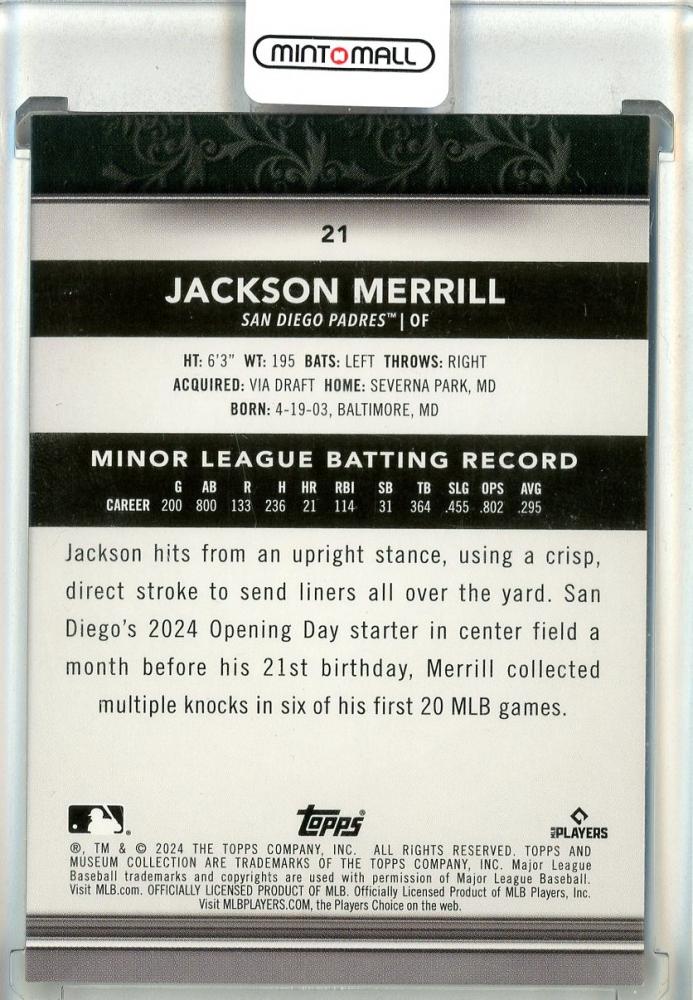 MINTMALL
21
JACKSON MERRILL
SAN DIEGO PADRES™ | OF
HT: 6'3" WT: 195 BATS: LEFT THROWS: RIGHT
ACQUIRED: VIA DRAFT HOME: SEVERNA PARK, MD
BORN: 4-19-03, BALTIMORE, MD
MINOR LEAGUE BATTING RECORD
G AB R H HR RBI SB TB SLG OPS AVG
CAREER 200 800 133 236 21 114 31 364 .455 .802 .295
Jackson hits from an upright stance, using a crisp,
direct stroke to send liners all over the yard. San
Diego's 2024 Opening Day starter in center field a
month before his 21st birthday, Merrill collected
multiple knocks in six of his first 20 MLB games.
® Topps® MLB PLAYERS
®, TM & © 2024 THE TOPPS COMPANY, INC. ALL RIGHTS RESERVED. TOPPS AND
MUSEUM COLLECTION ARE TRADEMARKS OF THE TOPPS COMPANY, INC. Major League
Baseball trademarks and copyrights are used with permission of Major League Baseball.
Visit MLB.com. OFFICIALLY LICENSED PRODUCT OF MLB. Officially Licensed Product of MLB Players, Inc.
Visit MLBPLAYERS.COM, the Players Choice on the web.